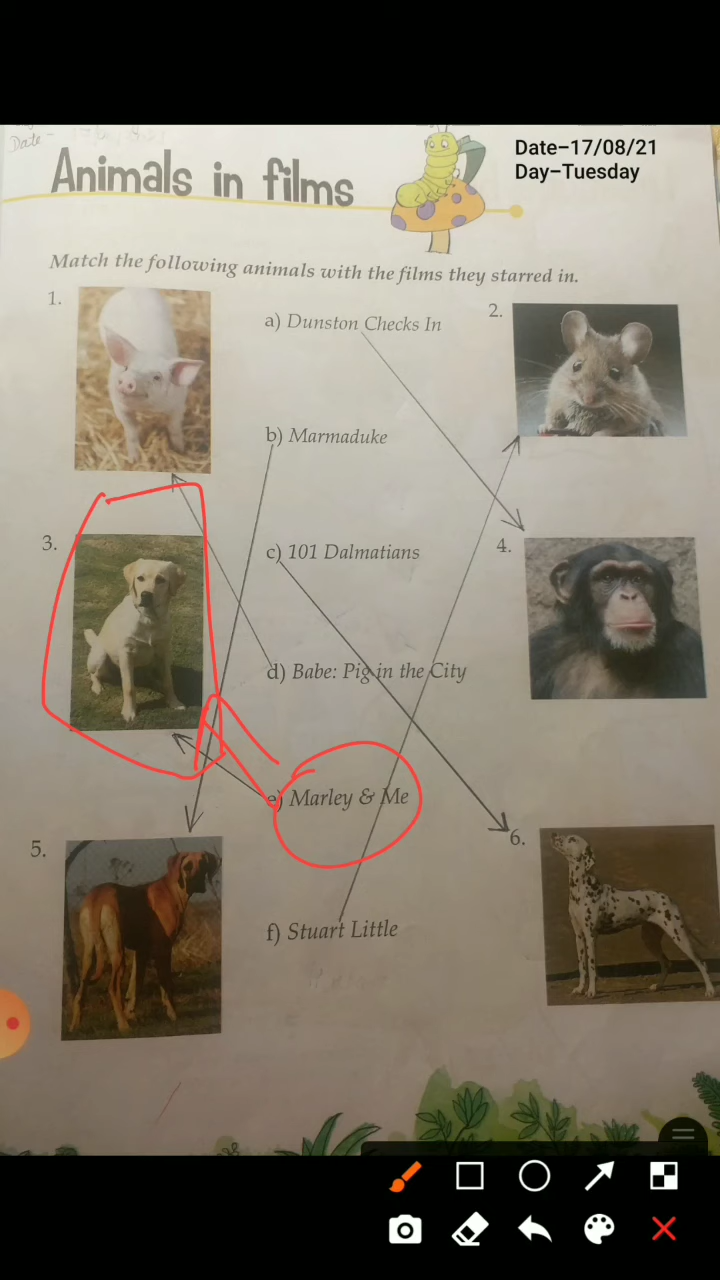 Date-
Date-17/08/21
Day-Tuesday
Animals in films
Match the following animals with the films they starred in.
1.
a) Dunston Checks In
2.
b) Marmaduke
3.
c) 101 Dalmatians
4.
d) Babe: Pig in the City
e) Marley & Me
5.
6.
f) Stuart Little